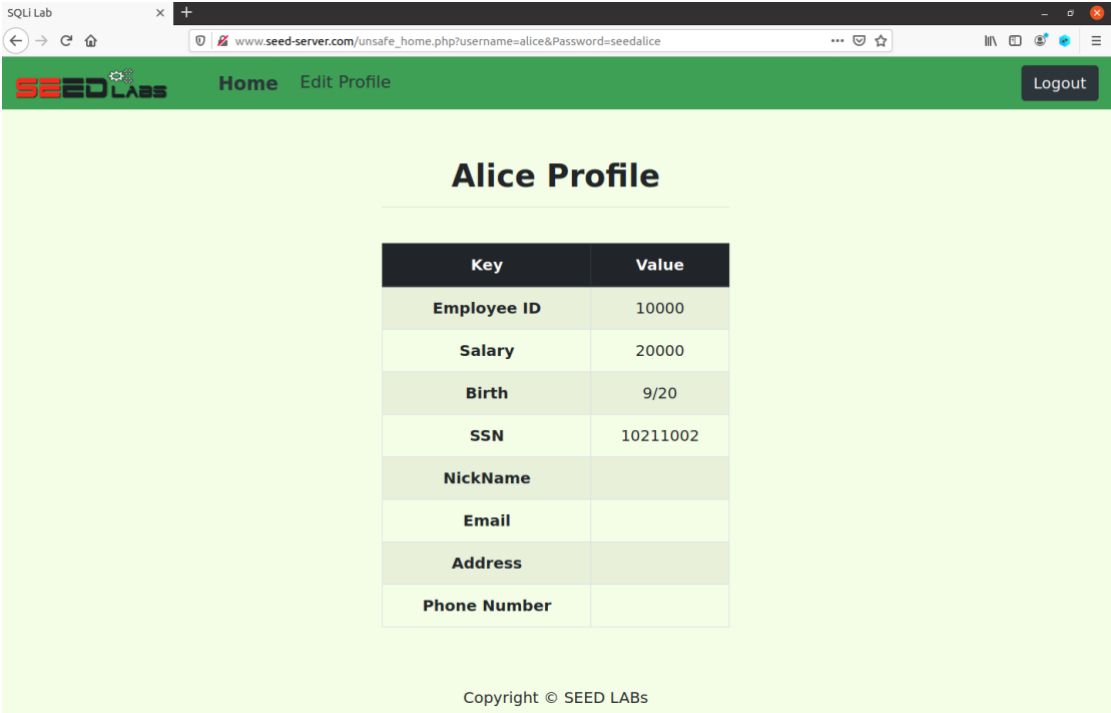 SQLi Lab
www.seed-server.com/unsafe_home.php?username=alice&Password=seedalice
SEEDLABS Home Edit Profile Logout
Alice Profile
Key Value
Employee ID 10000
Salary 20000
Birth 9/20
SSN 10211002
NickName
Email
Address
Phone Number
Copyright © SEED LABs